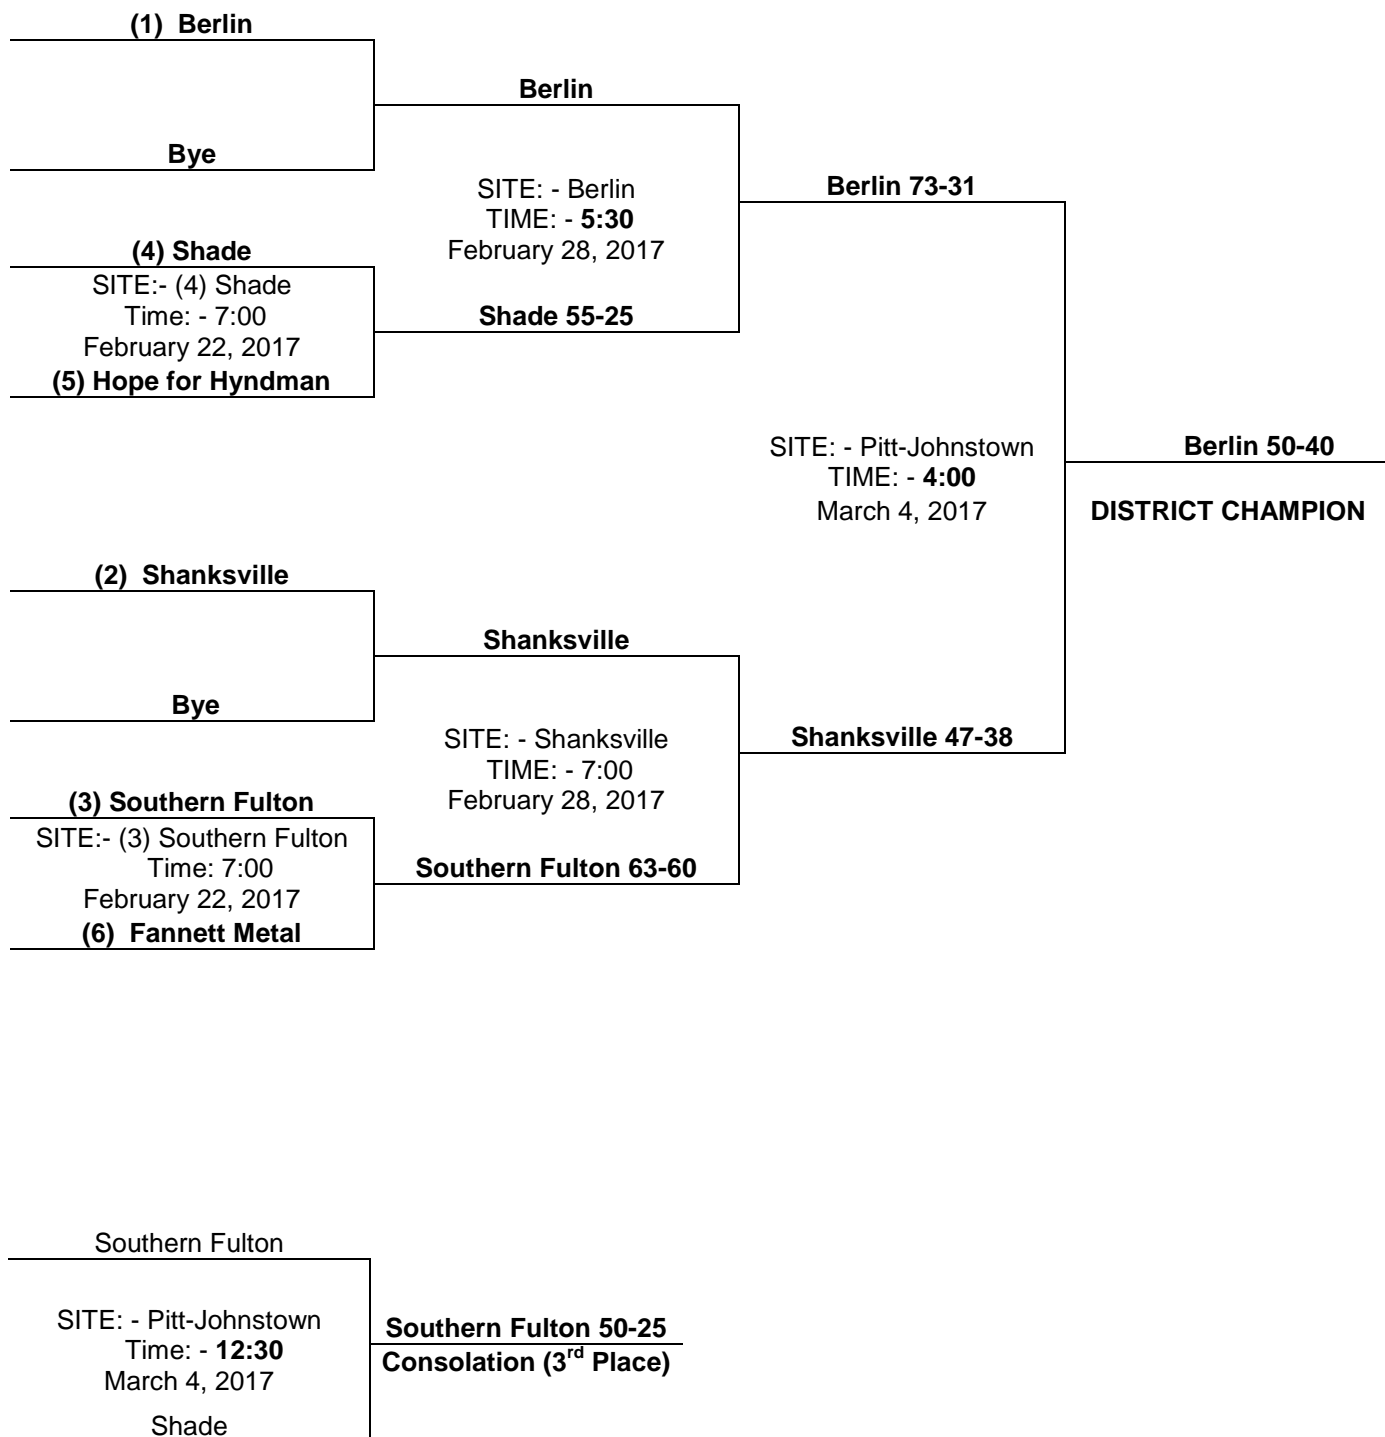 (1) Berlin
Berlin
Bye
SITE: - Berlin
TIME: - 5:30
February 28, 2017
Berlin 73-31
(4) Shade
SITE:- (4) Shade
Time: - 7:00
February 22, 2017
(5) Hope for Hyndman
Shade 55-25
SITE: - Pitt-Johnstown
TIME: - 4:00
March 4, 2017
Berlin 50-40
DISTRICT CHAMPION
(2) Shanksville
Shanksville
Bye
SITE: - Shanksville
TIME: - 7:00
February 28, 2017
Shanksville 47-38
(3) Southern Fulton
SITE:- (3) Southern Fulton
Time: 7:00
February 22, 2017
(6) Fannett Metal
Southern Fulton 63-60
Southern Fulton
SITE: - Pitt-Johnstown
Time: - 12:30
March 4, 2017
Shade
Southern Fulton 50-25
Consolation (3rd Place)